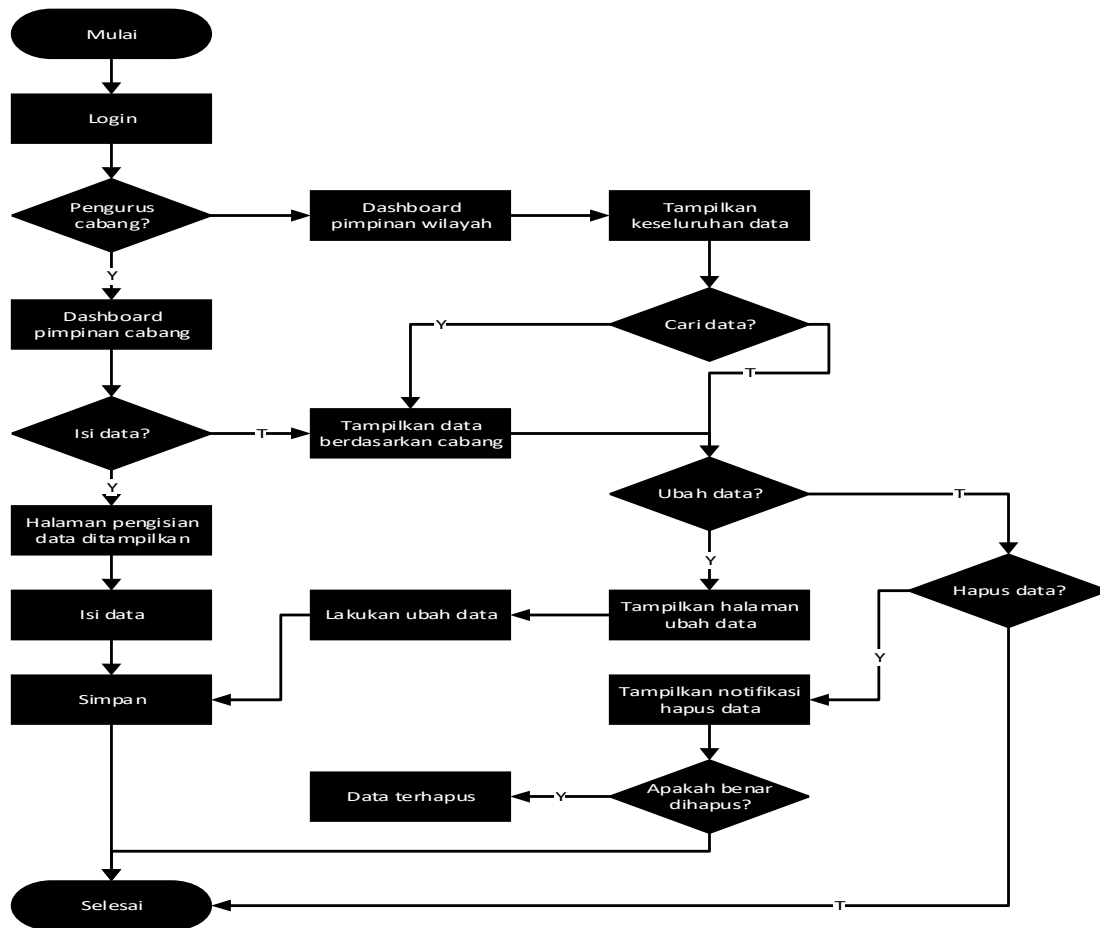 Mulai
Login
Pengurus
cabang?
Dashboard
pimpinan wilayah
Tampilkan
keseluruhan data
Y
Dashboard
pimpinan cabang
Y
Cari data?
T
Isi data?
T
Tampilkan data
berdasarkan cabang
Y
Ubah data?
T
Halaman pengisian
data ditampilkan
Y
Hapus data?
Isi data
Lakukan ubah data
Tampilkan halaman
ubah data
Y
Simpan
Tampilkan notifikasi
hapus data
Data terhapus
Y
Apakah benar
dihapus?
Selesai
T